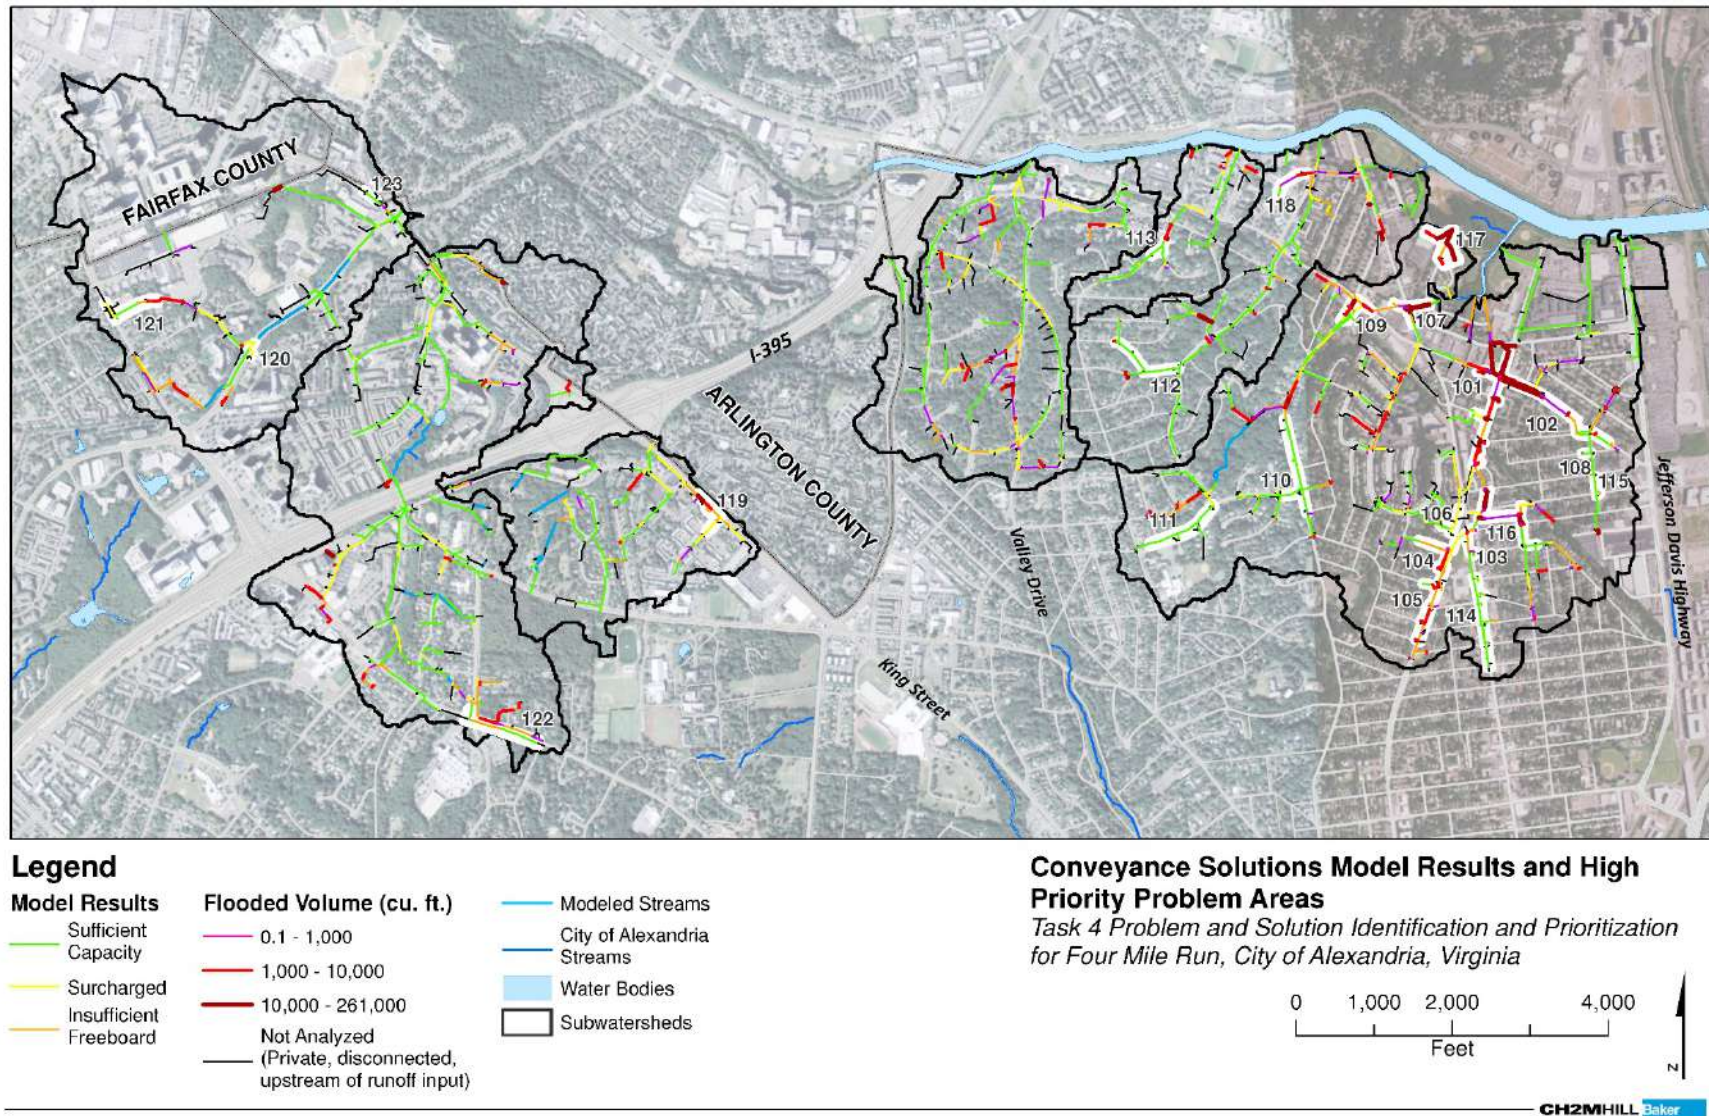 FAIRFAX COUNTY
123
121
120
I-395
ARLINGTON COUNTY
119
122
113
118
117
112
109
107
101
102
108
115
110
111
106
116
104
103
105
114
Valley Drive
King Street
Jefferson Davis Highway
Legend
Model Results
Sufficient
Capacity
Surcharged
Insufficient
Freeboard
Flooded Volume (cu. ft.)
0.1 - 1,000
1,000 - 10,000
10,000 - 261,000
Not Analyzed
(Private, disconnected,
upstream of runoff input)
Modeled Streams
City of Alexandria
Streams
Water Bodies
Subwatersheds
Conveyance Solutions Model Results and High
Priority Problem Areas
Task 4 Problem and Solution Identification and Prioritization
for Four Mile Run, City of Alexandria, Virginia
0 1,000 2,000 4,000
Feet
N
CH2MHILL Baker